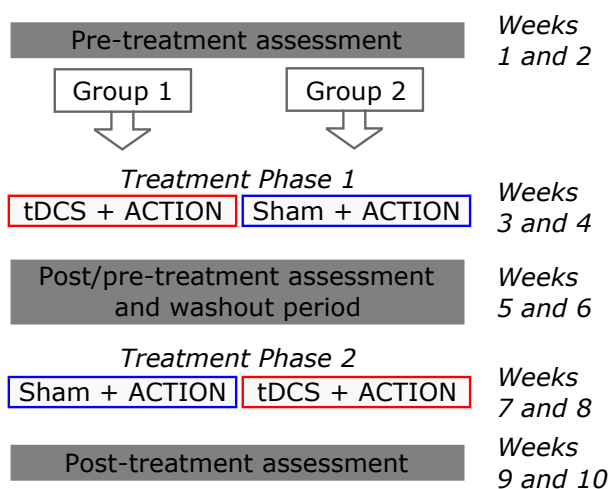 Pre-treatment assessment
Weeks
1 and 2
Group 1
Group 2
Treatment Phase 1
tDCS + ACTION
Sham + ACTION
Weeks
3 and 4
Post/pre-treatment assessment
and washout period
Weeks
5 and 6
Treatment Phase 2
Sham + ACTION
tDCS + ACTION
Weeks
7 and 8
Post-treatment assessment
Weeks
9 and 10